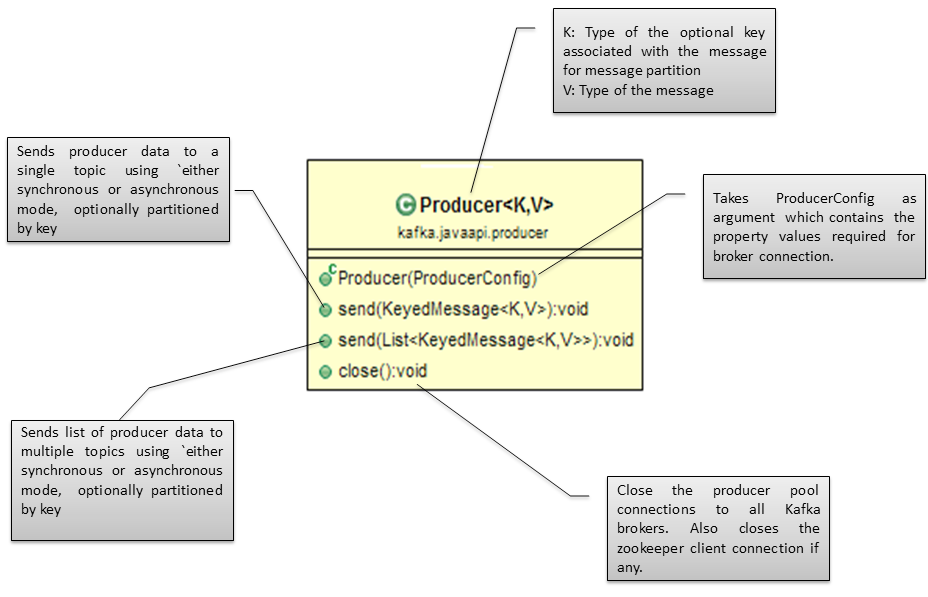 K: Type of the optional key
associated with the message
for message partition
V: Type of the message
Sends producer data to a
single topic using `either
synchronous or asynchronous
mode, optionally partitioned
by key
Producer<K,V>
kafka.javaapi.producer
Takes ProducerConfig as
argument which contains the
property values required for
broker connection.
Producer(ProducerConfig)
send(KeyedMessage<K,V>):void
send(List<KeyedMessage<K,V>>):void
close():void
Sends list of producer data to
multiple topics using `either
synchronous or asynchronous
mode, optionally partitioned
by key
Close the producer pool
connections to all Kafka
brokers. Also closes the
zookeeper client connection if
any.